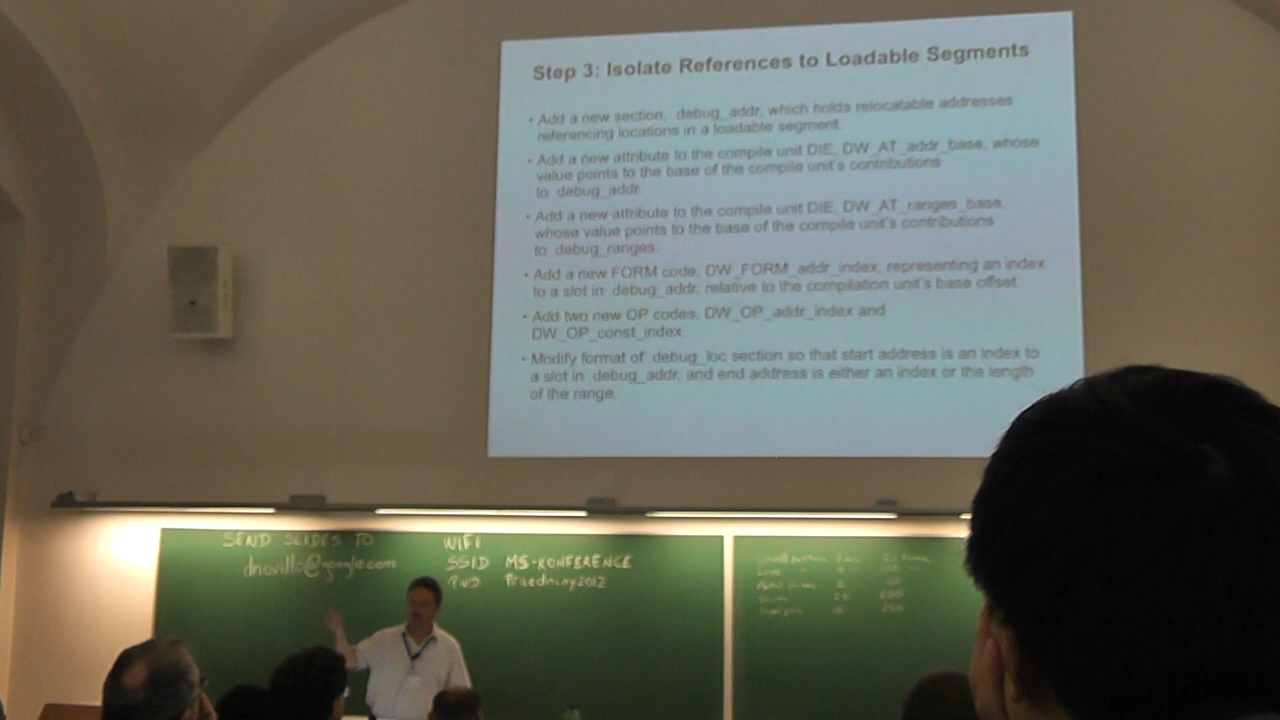 Step 3: Isolate References to Loadable Segments
• Add a new section, .debug_addr, which holds relocatable addresses
referencing locations in a loadable segment.
• Add a new attribute to the compile unit DIE, DW_AT_addr_base, whose
value points to the base of the compile unit's contributions
to .debug_addr.
• Add a new attribute to the compile unit DIE, DW_AT_ranges_base,
whose value points to the base of the compile unit's contributions
to .debug_ranges.
• Add a new FORM code, DW_FORM_addr_index, representing an index
to a slot in .debug_addr, relative to the compilation unit's base offset.
• Add two new OP codes, DW_OP_addr_index and
DW_OP_const_index.
• Modify format of .debug_loc section so that start address is an index to
a slot in .debug_addr, and end address is either an index or the length
of the range.
SEND SLIDES TO
dnovillo@google.com
WIFI
SSID MS-KONFERENCE
PWD